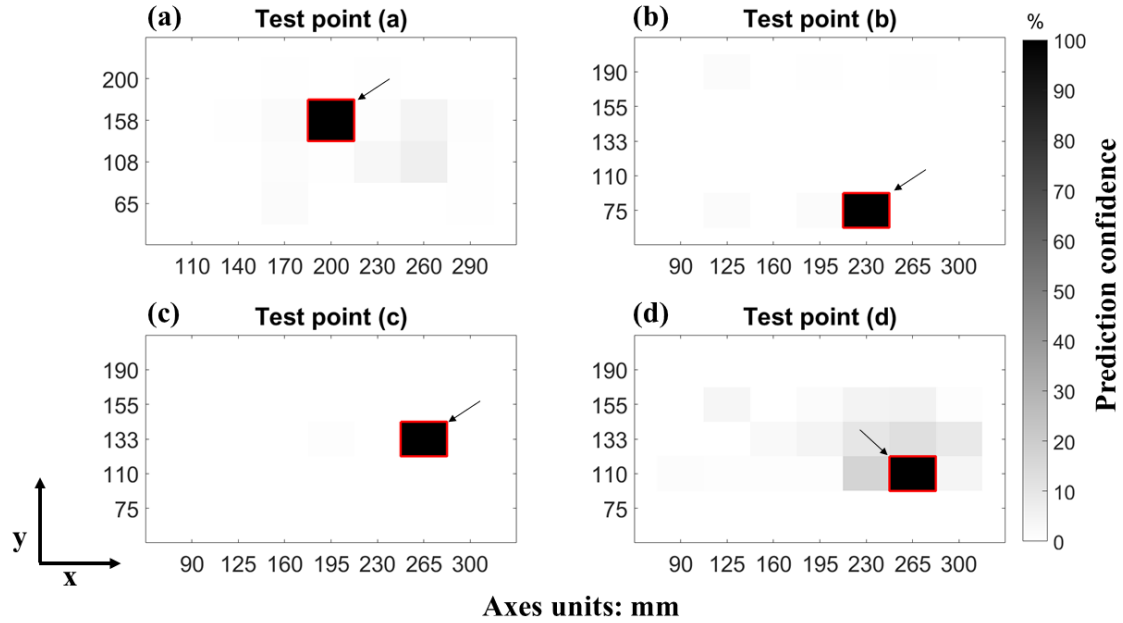 (a) Test point (a)
200
158
108
65
110 140 170 200 230 260 290
(b) Test point (b)
190
155
133
110
75
90 125 160 195 230 265 300
(c) Test point (c)
190
155
133
110
75
90 125 160 195 230 265 300
(d) Test point (d)
190
155
133
110
75
90 125 160 195 230 265 300
%
100
90
80
70
60
50
40
30
20
10
0
Prediction confidence
y
x
Axes units: mm